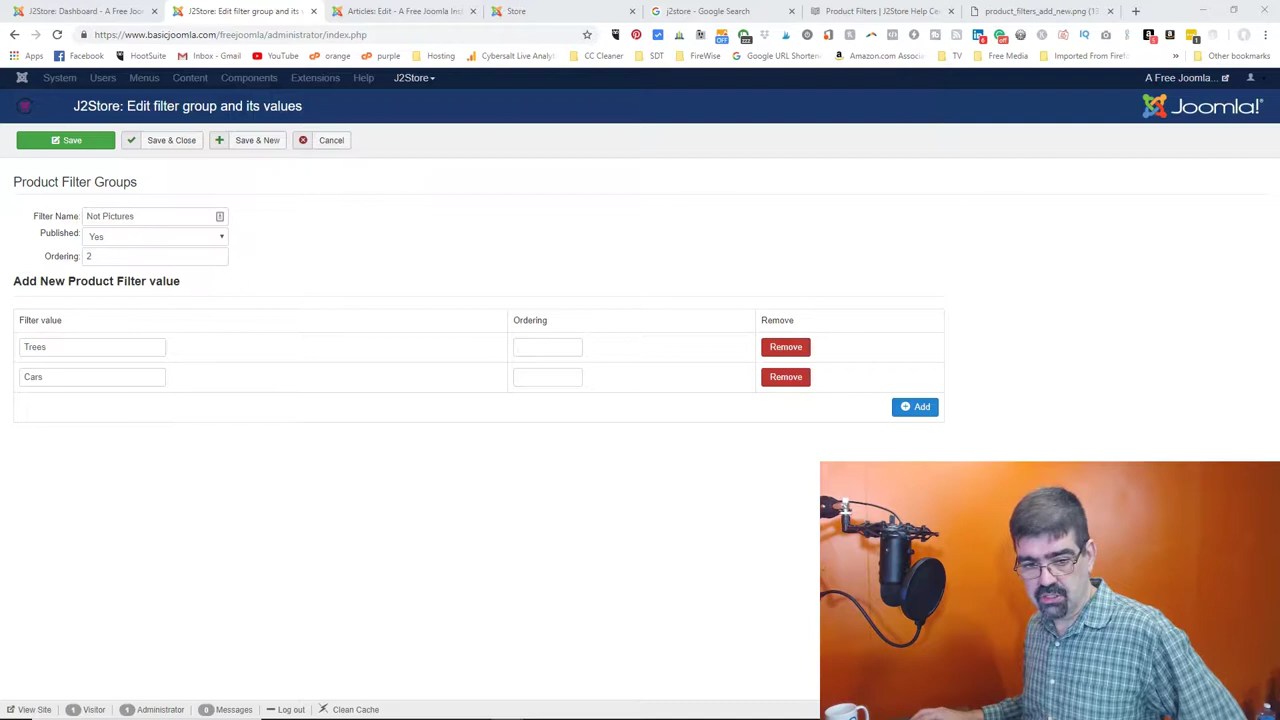 J2Store: Dashboard - A Free Joo
J2Store: Edit filter group and its
Articles: Edit - A Free Joomla Inst
Store
j2store - Google Search
Product Filters | J2Store Help Ce
product_filters_add_new.png (13
https://www.basicjoomla.com/freejoomla/administrator/index.php
Apps
Facebook
HootSuite
Inbox - Gmail
YouTube
orange
purple
Hosting
Cybersalt Live Analy
CC Cleaner
SDT
FireWise
Google URL Shorten
Amazon.com Associa
TV
Free Media
Imported From Firef
Other bookmarks
System
Users
Menus
Content
Components
Extensions
Help
J2Store
A Free Joomla...
J2Store: Edit filter group and its values
Joomla!
Save
Save & Close
Save & New
Cancel
Product Filter Groups
Filter Name: Not Pictures
Published: Yes
Ordering: 2
Add New Product Filter value
Filter value Ordering Remove
Trees Remove
Cars Remove
Add
View Site
1 Visitor
1 Administrator
0 Messages
Log out
Clean Cache